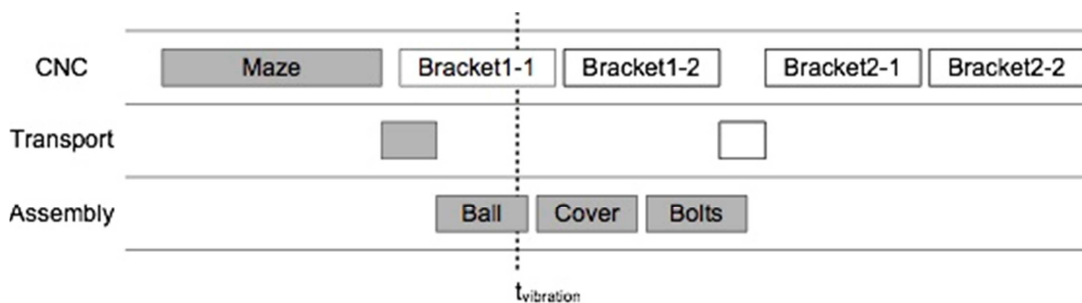 CNC Maze Bracket1-1 Bracket1-2 Bracket2-1 Bracket2-2
Transport
Assembly Ball Cover Bolts
tvibration